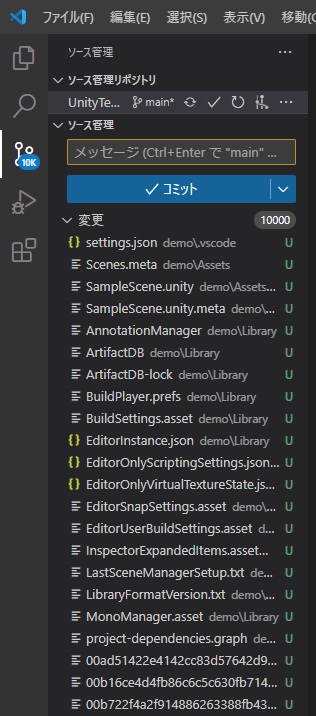 ファイル(F) 編集(E) 選択(S) 表示(V) 移動(G
ソース管理
ソース管理リポジトリ
UnityTe... main*
ソース管理
メッセージ (Ctrl+Enter で "main" ...
コミット
10K
変更 10000
settings.json demo\.vscode U
Scenes.meta demo\Assets U
SampleScene.unity demo\Assets... U
SampleScene.unity.meta demo\... U
AnnotationManager demo\Library U
ArtifactDB demo\Library U
ArtifactDB-lock demo\Library U
BuildPlayer.prefs demo\Library U
BuildSettings.asset demo\Library U
EditorInstance.json demo\Library U
EditorOnlyScriptingSettings.json... U
EditorOnlyVirtualTextureState.js... U
EditorSnapSettings.asset demo\... U
EditorUserBuildSettings.asset d... U
InspectorExpandedItems.asset... U
LastSceneManagerSetup.txt de... U
LibraryFormatVersion.txt dem... U
MonoManager.asset demo\Library U
project-dependencies.graph de... U
00ad51422e4142cc83d57642d9... U
00b16ce4d4fb86c6c5c630fb714... U
00b722f4a2f914886263388fb43... U